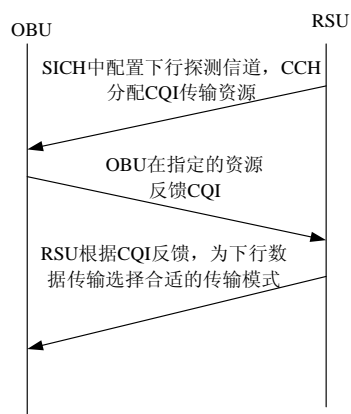 OBU
RSU
SICH中配置下行探测信道，CCH
分配CQI传输资源
OBU在指定的资源
反馈CQI
RSU根据CQI反馈，为下行数
据传输选择合适的传输模式